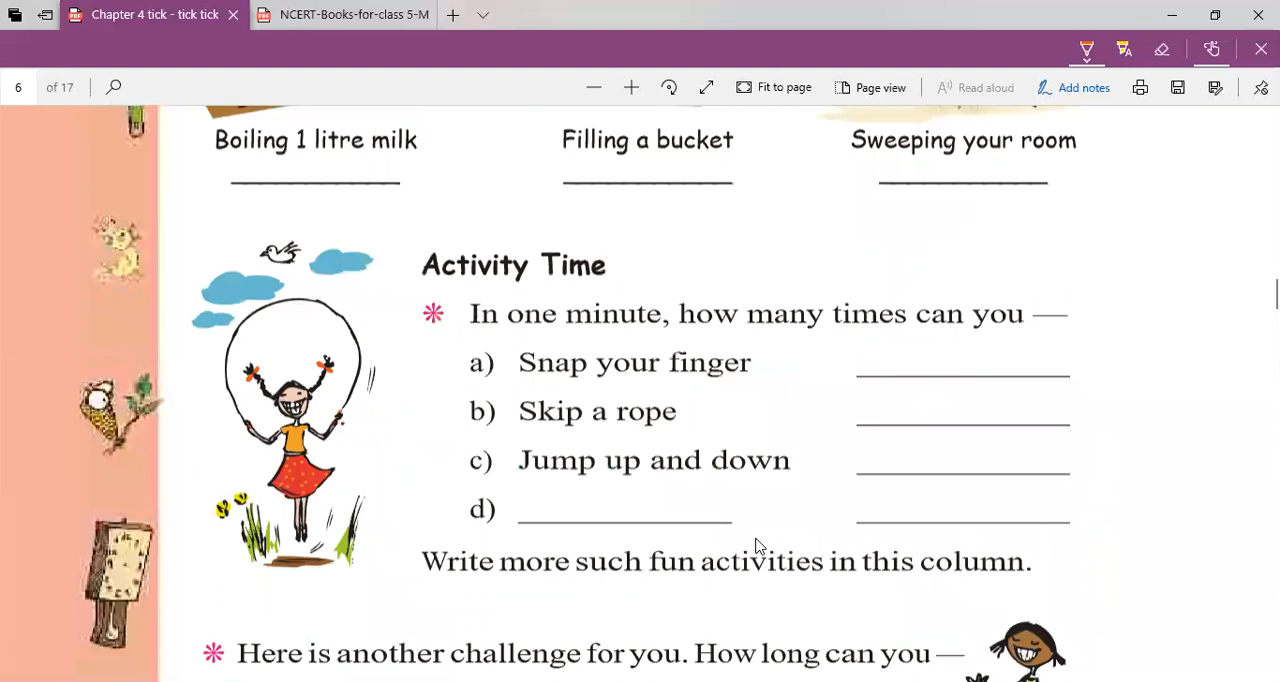 Chapter 4 tick - tick tick
NCERT-Books-for class 5-M
6 of 17
Fit to page
Page view
Read aloud
Add notes
Boiling 1 litre milk
Filling a bucket
Sweeping your room
Activity Time
In one minute, how many times can you —
a) Snap your finger
b) Skip a rope
c) Jump up and down
d)
Write more such fun activities in this column.
Here is another challenge for you. How long can you —